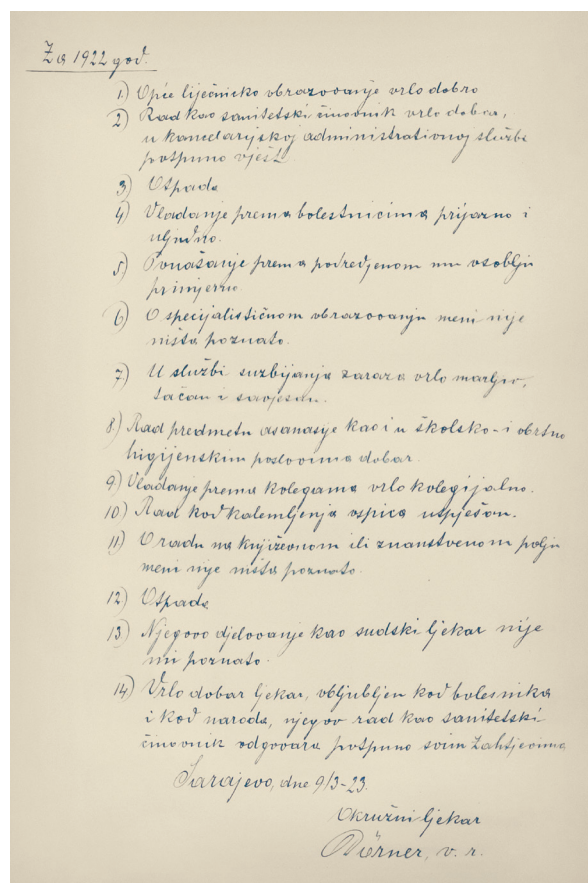 Za 1922 god.
1) Opće liječničko obrazovanje vrlo dobro
2) Rad kao sanitetski činovnik vrlo dobar,
u kancelarijskoj administrativnoj službi
potpuno vješt.
3) Otpada
4) Vladanje prema bolestnicima prijazno i
uljudno.
5) Ponašanje prema podredjenom mu osoblju
primjerno.
6) O specijalističnom obrazovanju meni nije
ništa poznato.
7) U službi suzbijanja zaraza vrlo marljiv,
tačan i savjesan.
8.) Rad predmetu asanasije kao i u školsko- i obrtno
higijenskim poslovima dobar.
9) Vladanje prema kolegama vrlo kolegijalno.
10) Rad kod kalemljenja ospica uspješan.
11) O radu na književnom ili znanstvenom polju
meni nije ništa poznato.
12) Otpada
13) Njegovo djelovanje kao sudski ljekar nije
mi poznato.
14) Vrlo dobar ljekar, obljubljen kod bolesnika
i kod naroda, njegov rad kao sanitetski
činovnik odgovara potpuno svim zahtjevima
Sarajevo, dne 9/3-23.
Okružni ljekar
Dörner, v. r.